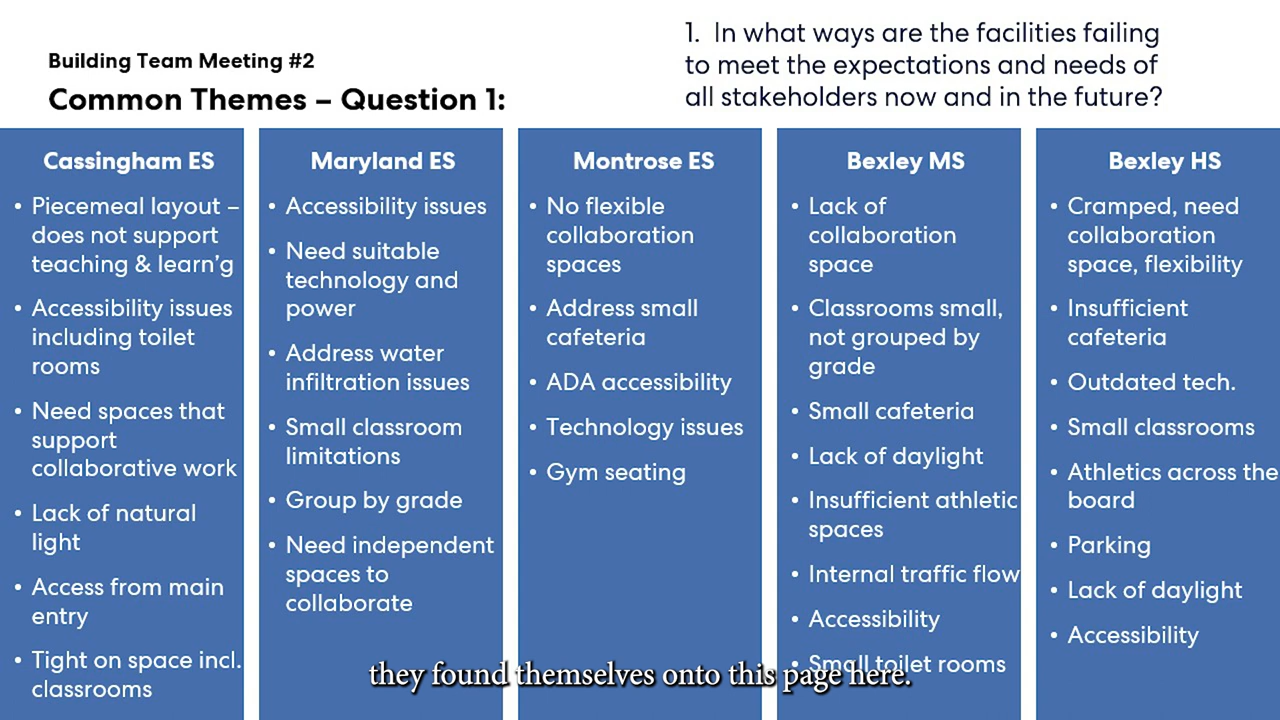 Building Team Meeting #2
Common Themes – Question 1:
1. In what ways are the facilities failing
to meet the expectations and needs of
all stakeholders now and in the future?
Cassingham ES
• Piecemeal layout –
does not support
teaching & learn'g
• Accessibility issues
including toilet
rooms
• Need spaces that
support
collaborative work
• Lack of natural
light
• Access from main
entry
• Tight on space incl.
classrooms
Maryland ES
• Accessibility issues
• Need suitable
technology and
power
• Address water
infiltration issues
• Small classroom
limitations
• Group by grade
• Need independent
spaces to
collaborate
Montrose ES
• No flexible
collaboration
spaces
• Address small
cafeteria
• ADA accessibility
• Technology issues
• Gym seating
Bexley MS
• Lack of
collaboration
space
• Classrooms small,
not grouped by
grade
• Small cafeteria
• Lack of daylight
• Insufficient athletic
spaces
• Internal traffic flow
• Accessibility
• Small toilet rooms
Bexley HS
• Cramped, need
collaboration
space, flexibility
• Insufficient
cafeteria
• Outdated tech.
• Small classrooms
• Athletics across the
board
• Parking
• Lack of daylight
• Accessibility
they found themselves onto this page here.